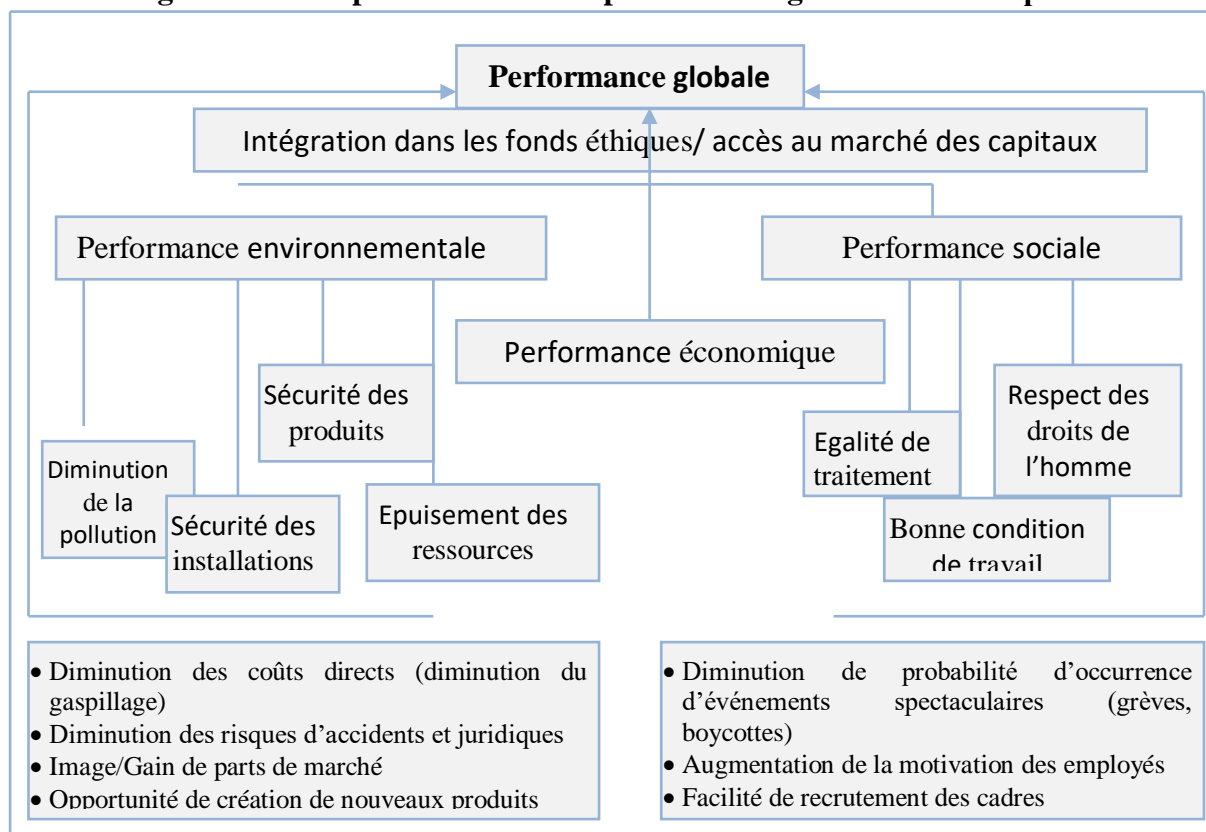 Performance globale
Intégration dans les fonds éthiques/ accès au marché des capitaux
Performance environnementale
Performance sociale
Performance économique
Sécurité des
produits
Respect des
droits de
l’homme
Egalité de
traitement
Diminution
de la
pollution
Sécurité des
installations
Epuisement des
ressources
Bonne condition
de travail
• Diminution des coûts directs (diminution du
gaspillage)
• Diminution des risques d’accidents et juridiques
• Image/Gain de parts de marché
• Opportunité de création de nouveaux produits
• Diminution de probabilité d’occurrence
d’événements spectaculaires (grèves,
boycottes)
• Augmentation de la motivation des employés
• Facilité de recrutement des cadres